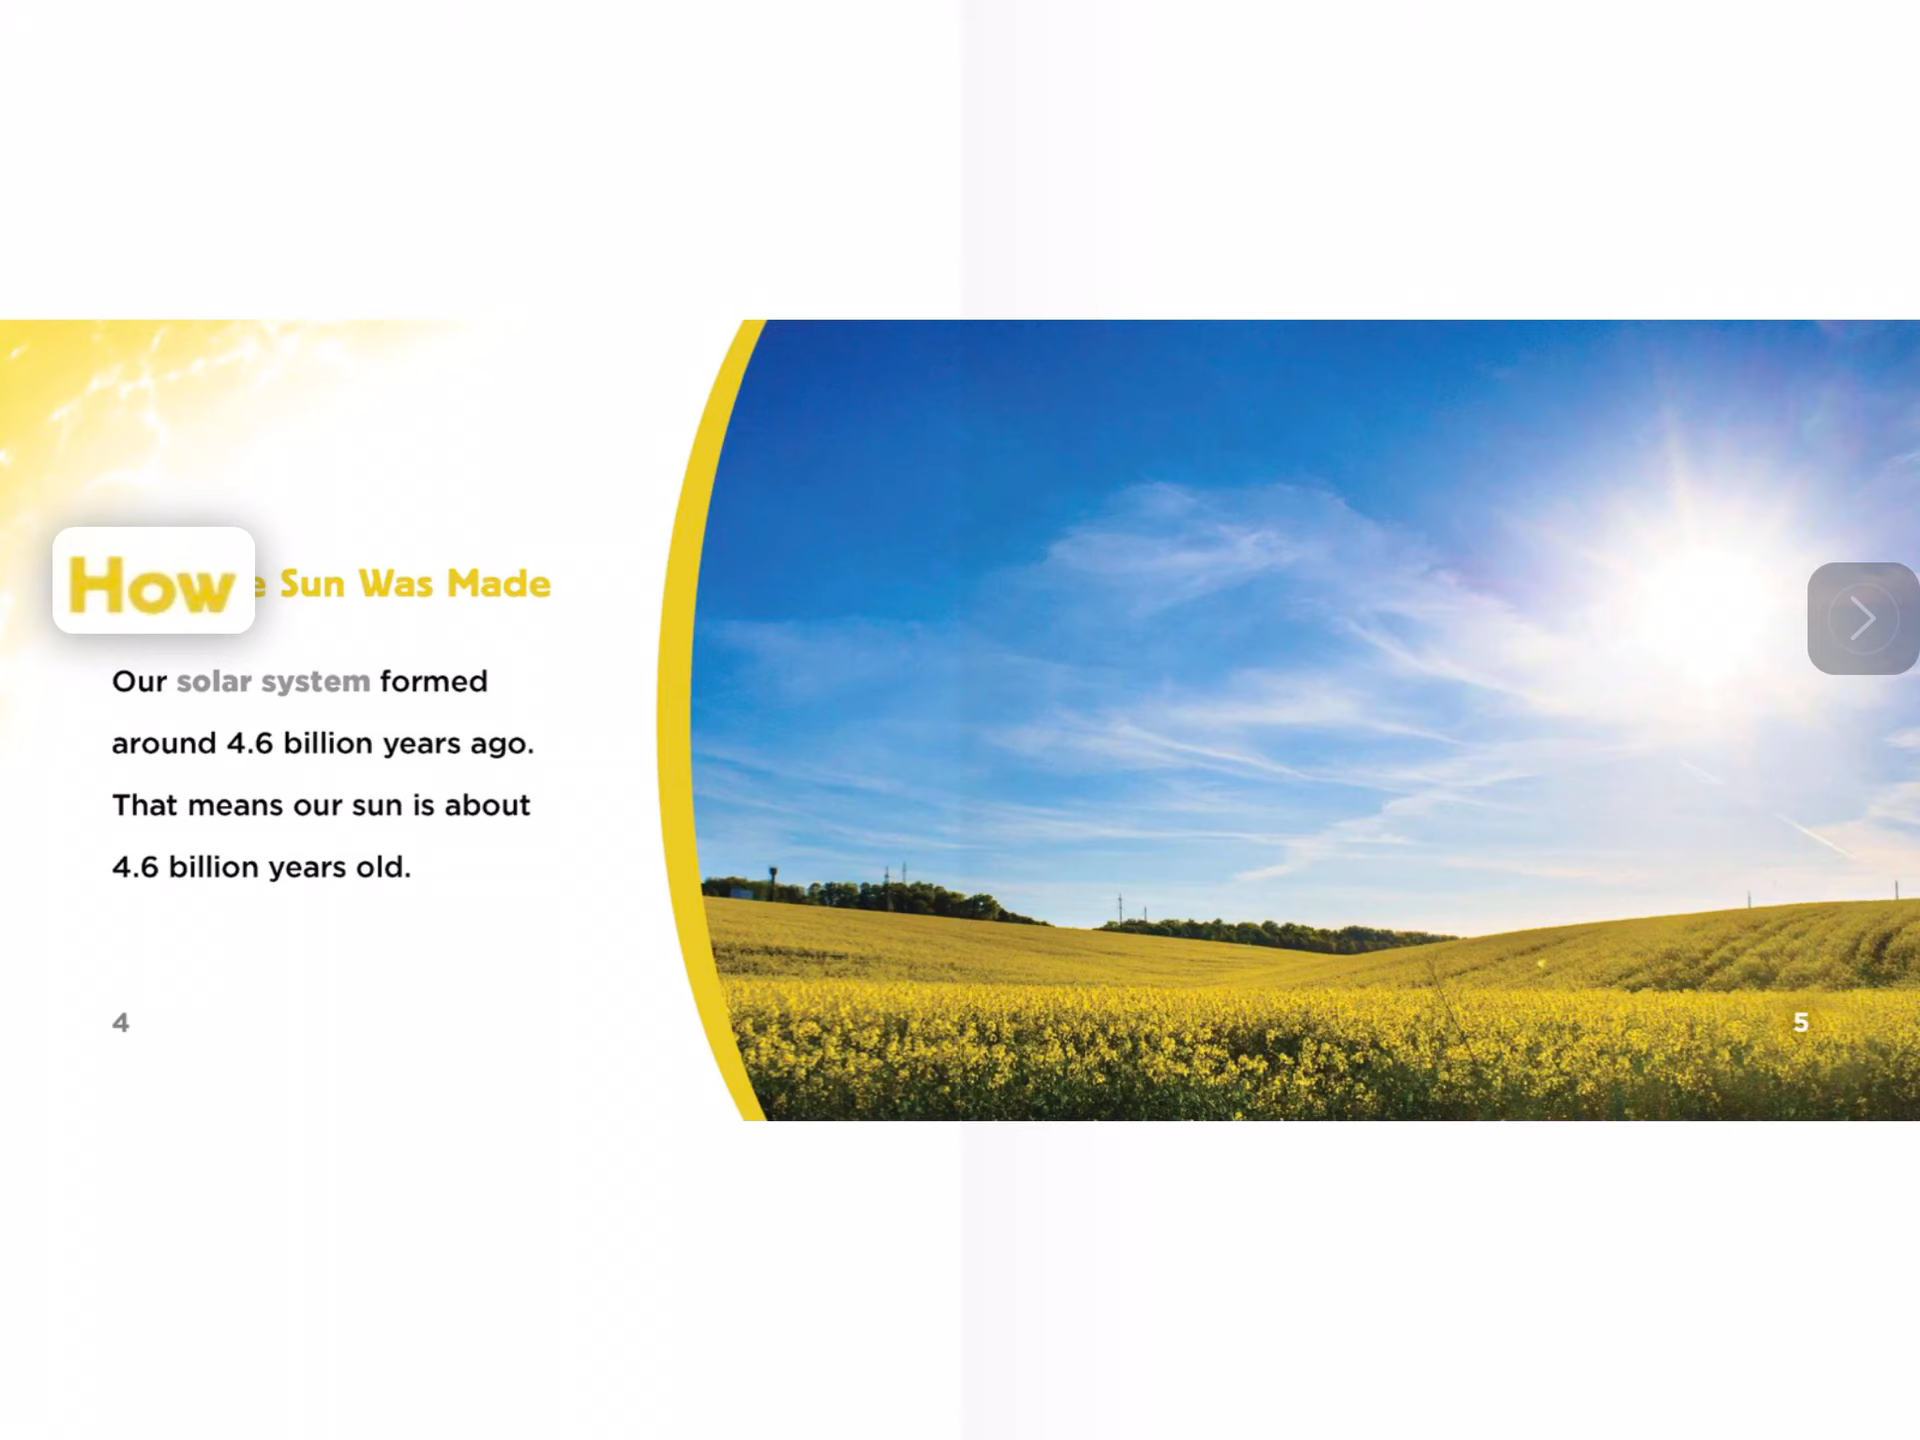 How e Sun Was Made
Our solar system formed
around 4.6 billion years ago.
That means our sun is about
4.6 billion years old.
4
5